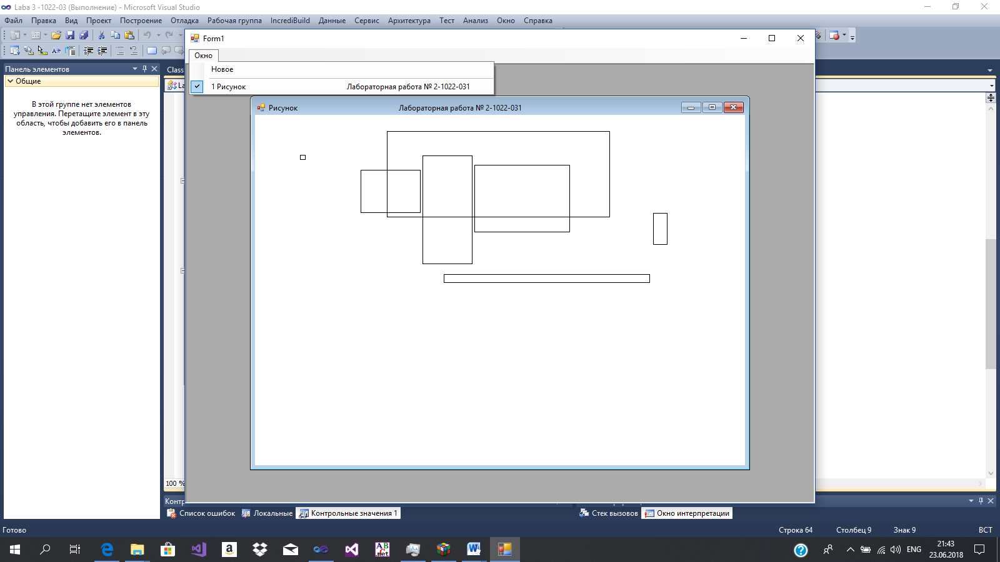 Laba 3 -1022-03 (Выполнение) - Microsoft Visual Studio
Файл Правка Вид Проект Построение Отладка Рабочая группа IncrediBuild Данные Сервис Архитектура Тест Анализ Окно Справка
Form1
Окно
Панель элементов
Class
Новое
Общие
La
1 Рисунок Лабораторная работа № 2-1022-031
В этой группе нет элементов
управления. Перетащите элемент в эту
область, чтобы добавить его в панель
элементов.
Рисунок Лабораторная работа № 2-1022-031
100 %
Контр
Список ошибок Локальные Контрольные значения 1 Стек вызовов Окно интерпретации
Готово Строка 64 Столбец 9 Знак 9 ВСТ
a
AB
C
.net
W
ENG
21:43
23.06.2018